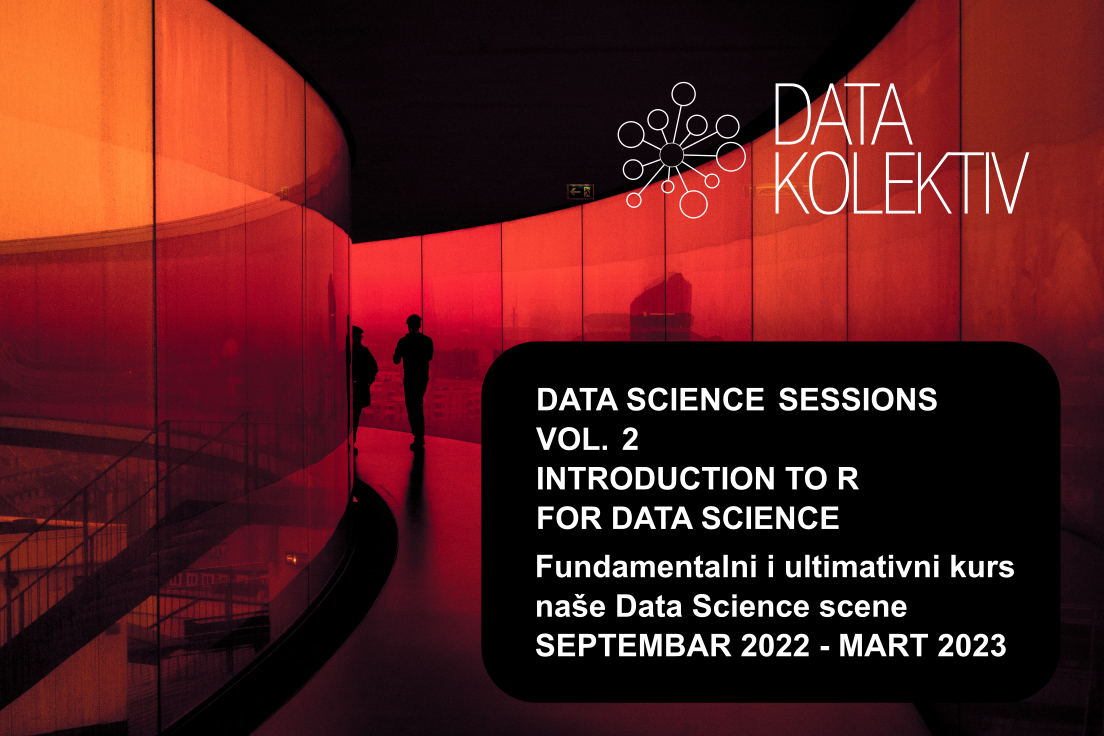 DATA
KOLEKTIV
DATA SCIENCE SESSIONS
VOL. 2
INTRODUCTION TO R
FOR DATA SCIENCE
Fundamentalni i ultimativni kurs
naše Data Science scene
SEPTEMBAR 2022 - MART 2023